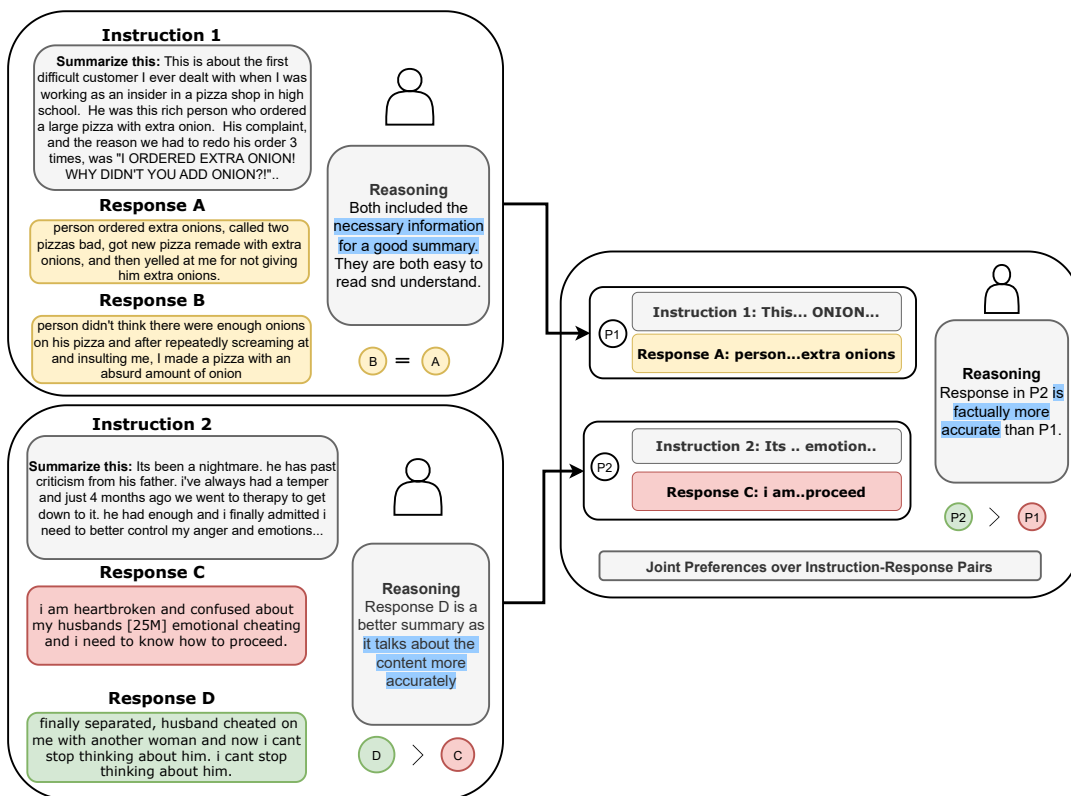 Instruction 1
Summarize this: This is about the first
difficult customer I ever dealt with when I was
working as an insider in a pizza shop in high
school.  He was this rich person who ordered
a large pizza with extra onion.  His complaint,
and the reason we had to redo his order 3
times, was "I ORDERED EXTRA ONION!
WHY DIDN'T YOU ADD ONION?!"..
Response A
person ordered extra onions, called two
pizzas bad, got new pizza remade with extra
onions, and then yelled at me for not giving
him extra onions.
Response B
person didn't think there were enough onions
on his pizza and after repeatedly screaming at
and insulting me, I made a pizza with an
absurd amount of onion
Reasoning
Both included the
necessary information
for a good summary.
They are both easy to
read snd understand.
B = A
Instruction 2
Summarize this: Its been a nightmare. he has past
criticism from his father. i've always had a temper
and just 4 months ago we went to therapy to get
down to it. he had enough and i finally admitted i
need to better control my anger and emotions...
Response C
i am heartbroken and confused about
my husbands [25M] emotional cheating
and i need to know how to proceed.
Response D
finally separated, husband cheated on
me with another woman and now i cant
stop thinking about him. i cant stop
thinking about him.
Reasoning
Response D is a
better summary as
it talks about the
content more
accurately
D > C
P1
Instruction 1: This... ONION...
Response A: person...extra onions
P2
Instruction 2: Its .. emotion..
Response C: i am..proceed
Reasoning
Response in P2 is
factually more
accurate than P1.
P2 > P1
Joint Preferences over Instruction-Response Pairs